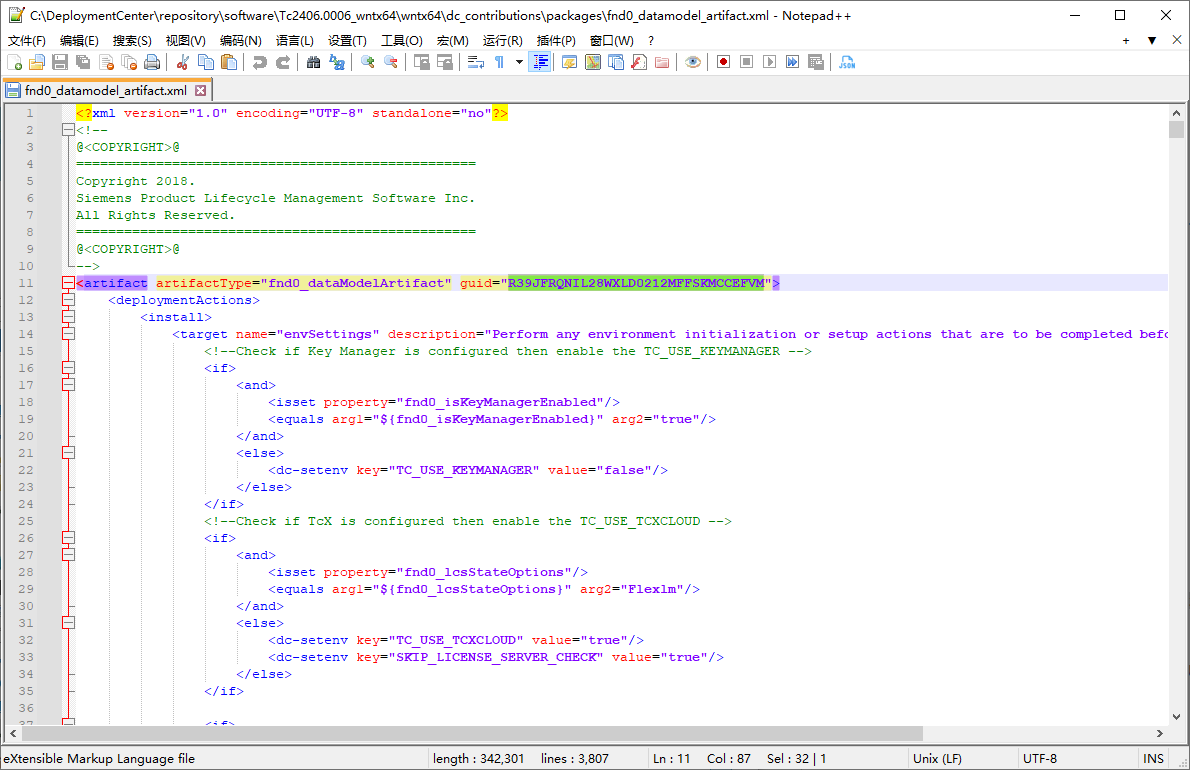 C:\DeploymentCenter\repository\software\Tc2406.0006_wntx64\wntx64\dc_contributions\packages\fnd0_datamodel_artifact.xml - Notepad++
文件(F) 编辑(E) 搜索(S) 视图(V) 编码(N) 语言(L) 设置(T) 工具(O) 宏(M) 运行(R) 插件(P) 窗口(W) ?
fnd0_datamodel_artifact.xml
1 <?xml version="1.0" encoding="UTF-8" standalone="no"?>
2 <!--
3 @<COPYRIGHT>@
4 ==================================================
5 Copyright 2018.
6 Siemens Product Lifecycle Management Software Inc.
7 All Rights Reserved.
8 ==================================================
9 @<COPYRIGHT>@
10 -->
11 <artifact artifactType="fnd0_dataModelArtifact" guid="R39JFRQNIL28WXLD0212MFFSKMCCEFVM">
12 <deploymentActions>
13 <install>
14 <target name="envSettings" description="Perform any environment initialization or setup actions that are to be completed befo
15 <!--Check if Key Manager is configured then enable the TC_USE_KEYMANAGER -->
16 <if>
17 <and>
18 <isset property="fnd0_isKeyManagerEnabled"/>
19 <equals arg1="${fnd0_isKeyManagerEnabled}" arg2="true"/>
20 </and>
21 <else>
22 <dc-setenv key="TC_USE_KEYMANAGER" value="false"/>
23 </else>
24 </if>
25 <!--Check if TcX is configured then enable the TC_USE_TCXCLOUD -->
26 <if>
27 <and>
28 <isset property="fnd0_lcsStateOptions"/>
29 <equals arg1="${fnd0_lcsStateOptions}" arg2="Flexlm"/>
30 </and>
31 <else>
32 <dc-setenv key="TC_USE_TCXCLOUD" value="true"/>
33 <dc-setenv key="SKIP_LICENSE_SERVER_CHECK" value="true"/>
34 </else>
35 </if>
36
37 <if>
eXtensible Markup Language file length : 342,301 lines : 3,807 Ln : 11 Col : 87 Sel : 32 | 1 Unix (LF) UTF-8 INS